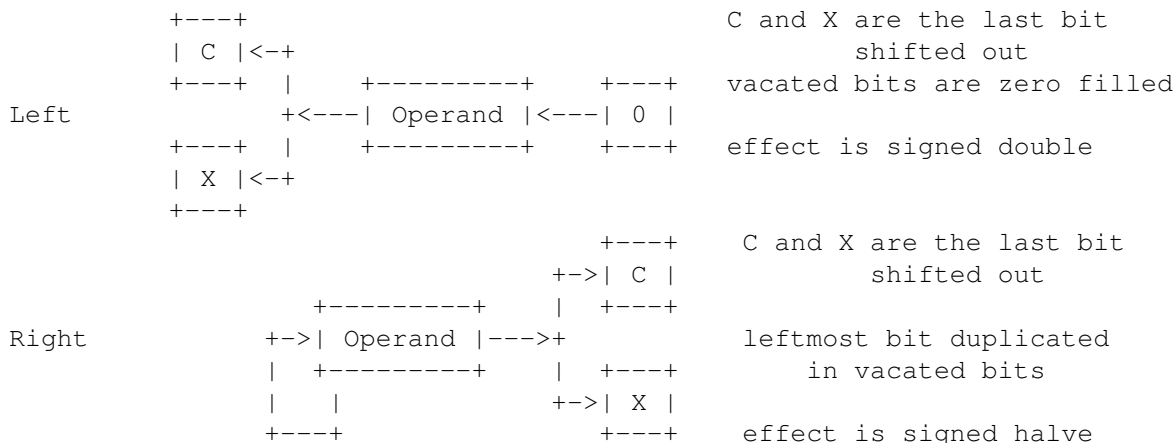 +---+ C and X are the last bit
| C |<-+ shifted out
+---+ | +---------+ +---+ vacated bits are zero filled
Left +<---| Operand |<---| 0 |
+---+ | +---------+ +---+ effect is signed double
| X |<-+
+---+
+---+ C and X are the last bit
+->| C | shifted out
+---------+ | +---+
Right +->| Operand |--->+ leftmost bit duplicated
| +---------+ | +---+ in vacated bits
| | +->| X |
+---+ +---+ effect is signed halve